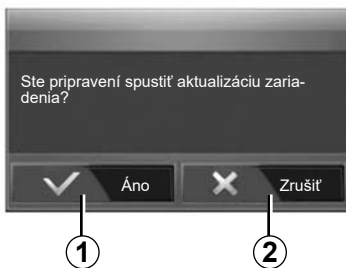 Ste pripravení spustiť aktualizáciu zaria-
denia?
Áno
Zrušiť
1
2